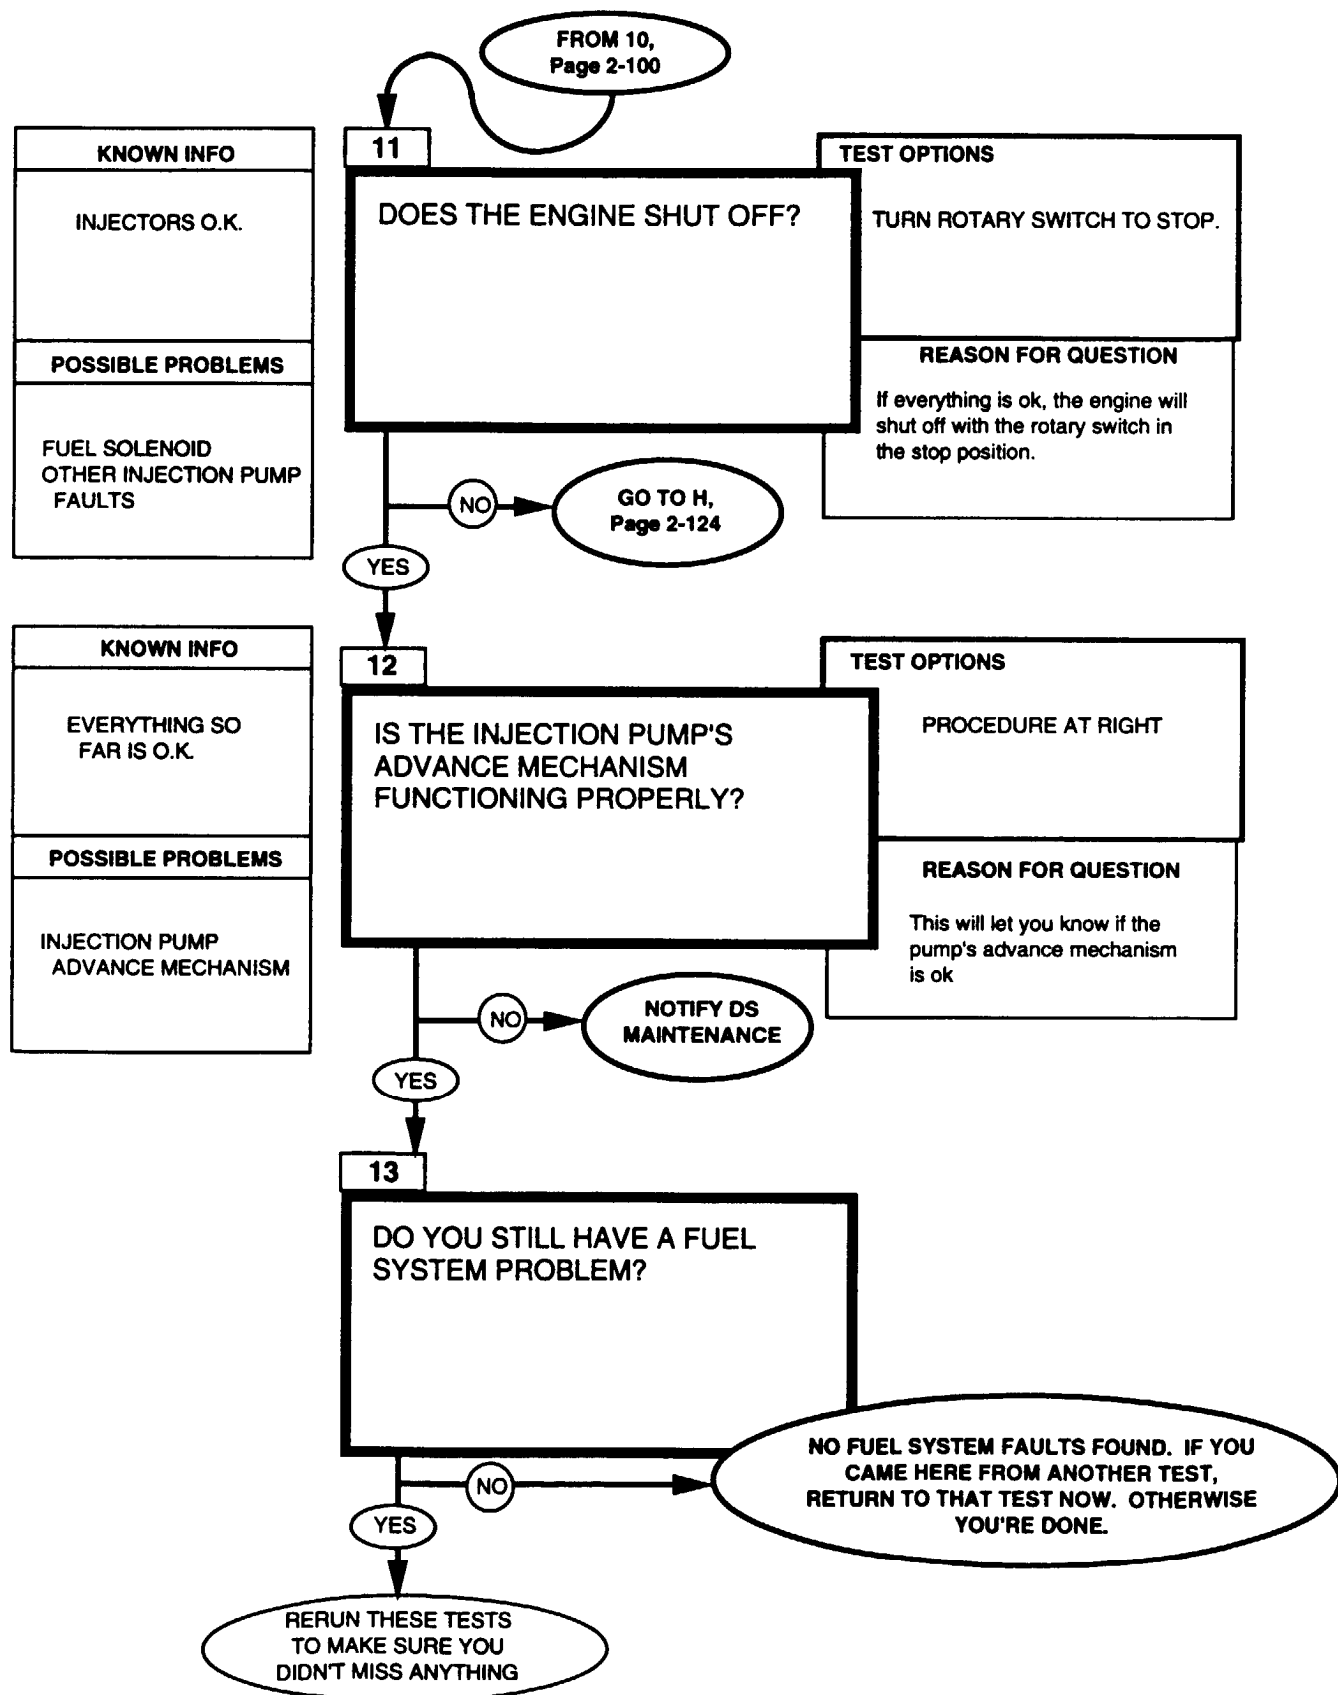 FROM 10,
Page 2-100
KNOWN INFO
INJECTORS O.K.
POSSIBLE PROBLEMS
FUEL SOLENOID
OTHER INJECTION PUMP
FAULTS
11
DOES THE ENGINE SHUT OFF?
TEST OPTIONS
TURN ROTARY SWITCH TO STOP.
REASON FOR QUESTION
If everything is ok, the engine will
shut off with the rotary switch in
the stop position.
NO
GO TO H,
Page 2-124
YES
KNOWN INFO
EVERYTHING SO
FAR IS O.K.
POSSIBLE PROBLEMS
INJECTION PUMP
ADVANCE MECHANISM
12
IS THE INJECTION PUMP'S
ADVANCE MECHANISM
FUNCTIONING PROPERLY?
TEST OPTIONS
PROCEDURE AT RIGHT
REASON FOR QUESTION
This will let you know if the
pump's advance mechanism
is ok
NO
NOTIFY DS
MAINTENANCE
YES
13
DO YOU STILL HAVE A FUEL
SYSTEM PROBLEM?
NO
NO FUEL SYSTEM FAULTS FOUND. IF YOU
CAME HERE FROM ANOTHER TEST,
RETURN TO THAT TEST NOW. OTHERWISE
YOU'RE DONE.
YES
RERUN THESE TESTS
TO MAKE SURE YOU
DIDN'T MISS ANYTHING